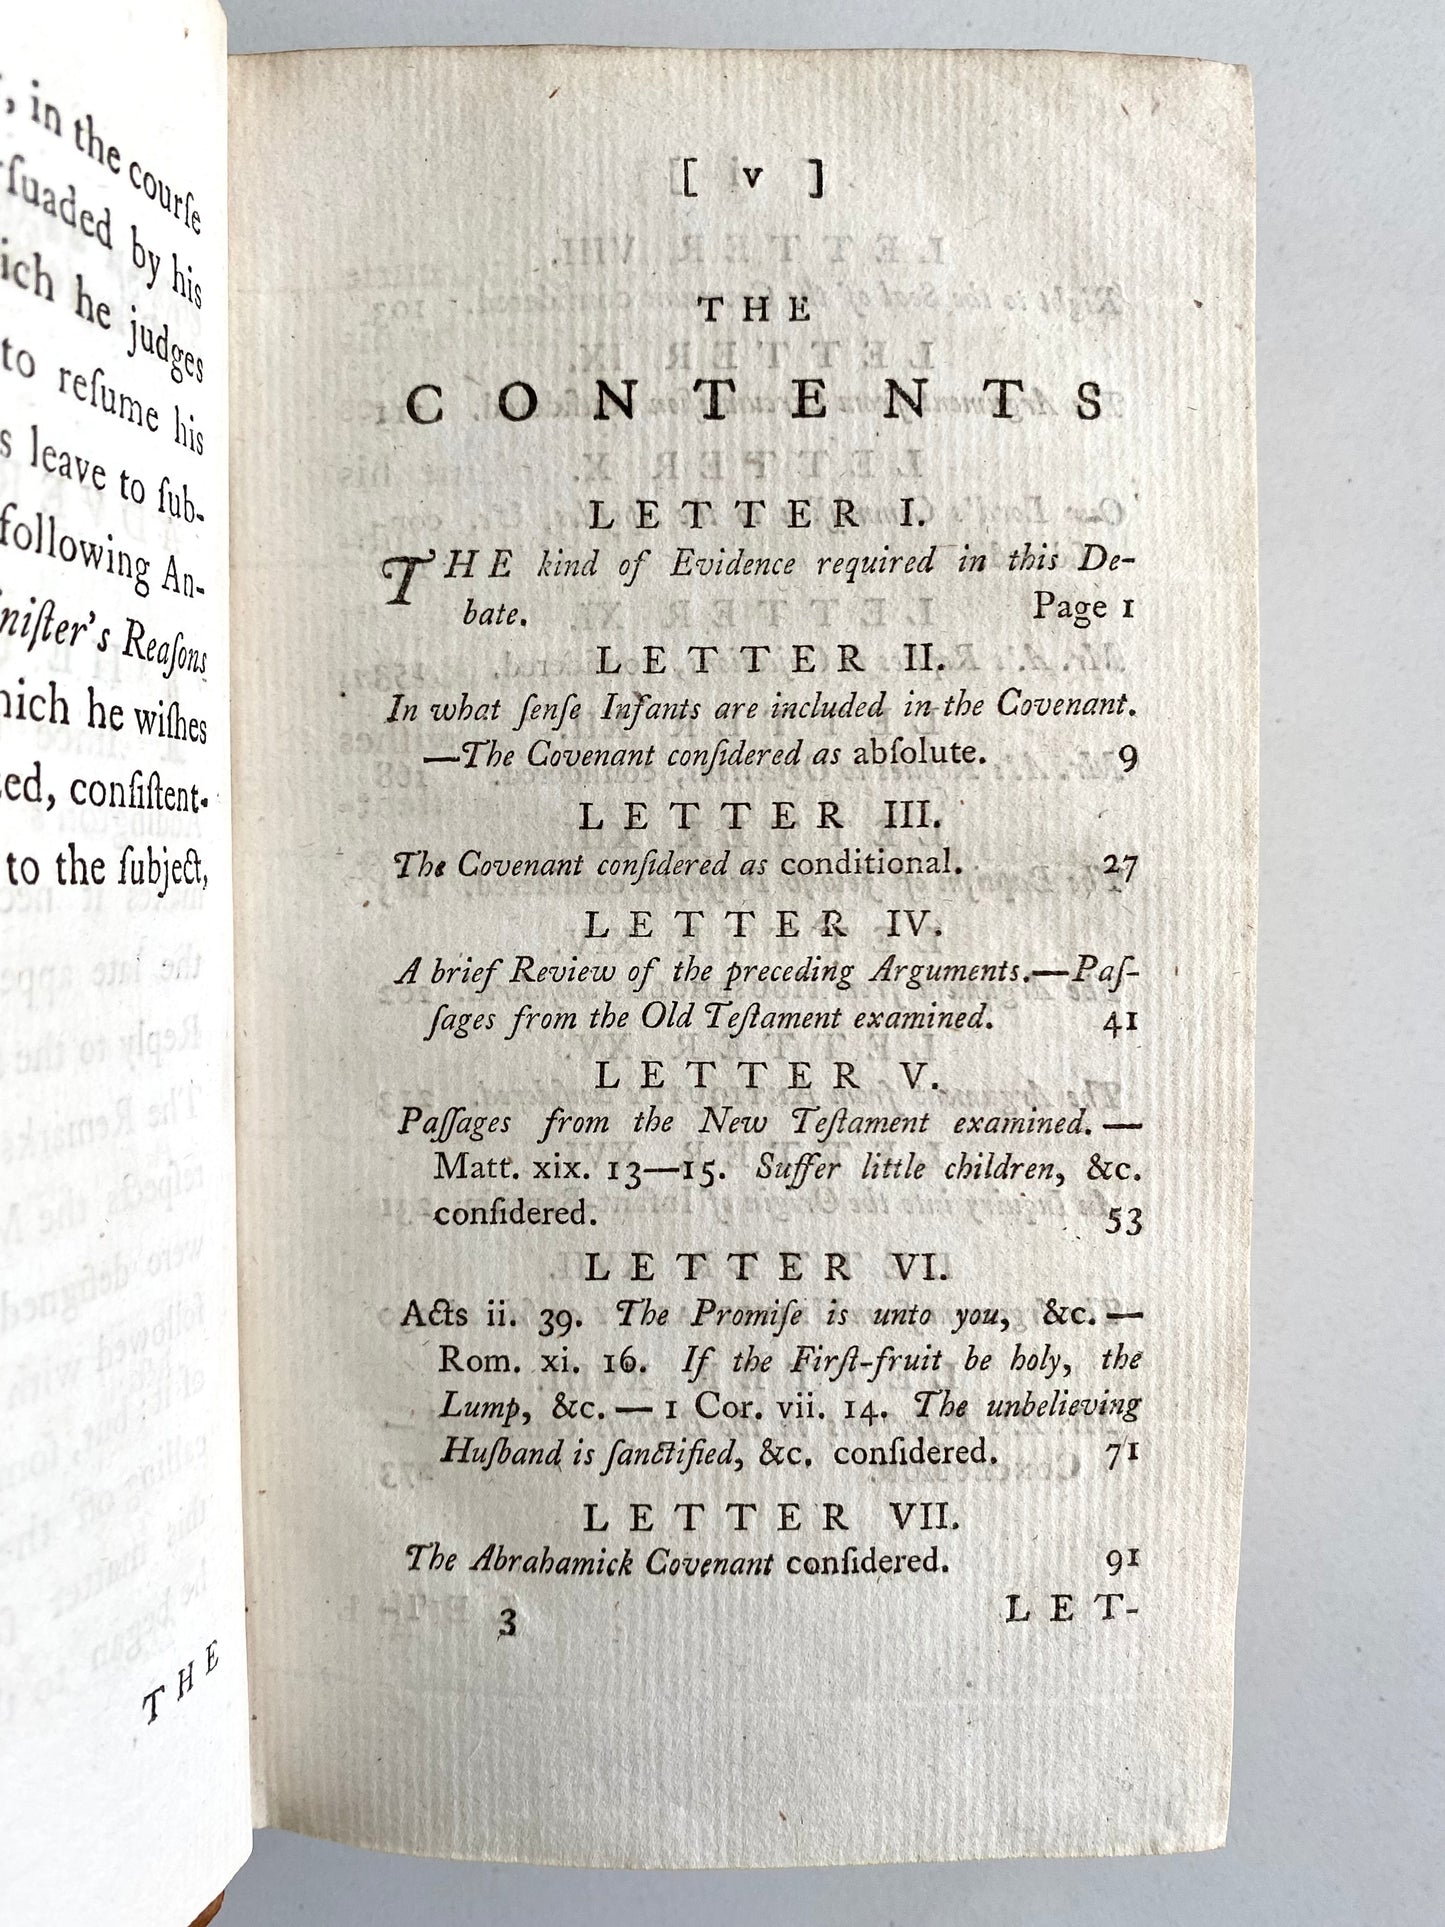 , in the courſe
ſuaded by his
ich he judges
to reſume his
s leave to ſub-
following An-
niſter's Reaſons
hich he wiſhes
ed, conſiſtent-
to the ſubject,
THE
[ v ]
THE
CONTENTS
LETTER I.
THE kind of Evidence required in this De-
bate. Page 1
LETTER II.
In what ſenſe Infants are included in the Covenant.
—The Covenant conſidered as abſolute. 9
LETTER III.
The Covenant conſidered as conditional. 27
LETTER IV.
A brief Review of the preceding Arguments.—Paſ-
ſages from the Old Teſtament examined. 41
LETTER V.
Paſſages from the New Teſtament examined.—
Matt. xix. 13—15. Suffer little children, &c.
conſidered. 53
LETTER VI.
Acts ii. 39. The Promiſe is unto you, &c.—
Rom. xi. 16. If the Firſt-fruit be holy, the
Lump, &c.—1 Cor. vii. 14. The unbelieving
Huſband is ſanctified, &c. conſidered. 71
LETTER VII.
The Abrahamick Covenant conſidered. 91
3 LET-